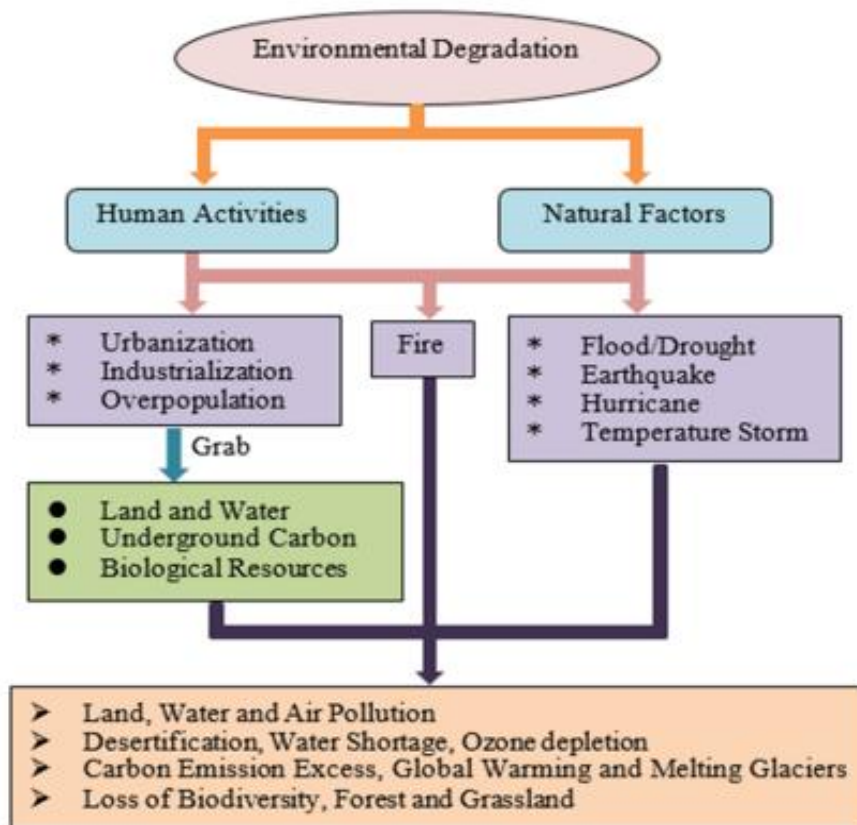 Environmental Degradation
Human Activities
Natural Factors
* Urbanization
* Industrialization
* Overpopulation
Fire
* Flood/Drought
* Earthquake
* Hurricane
* Temperature Storm
Grab
● Land and Water
● Underground Carbon
● Biological Resources
➢ Land, Water and Air Pollution
➢ Desertification, Water Shortage, Ozone depletion
➢ Carbon Emission Excess, Global Warming and Melting Glaciers
➢ Loss of Biodiversity, Forest and Grassland